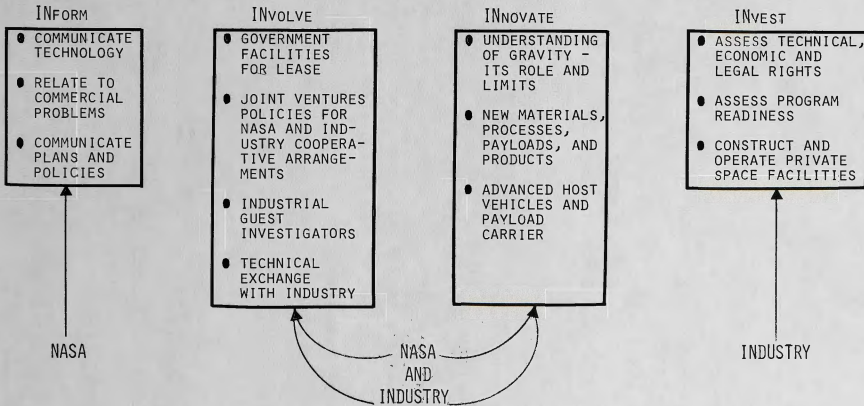 INFORM
● COMMUNICATE
TECHNOLOGY
● RELATE TO
COMMERCIAL
PROBLEMS
● COMMUNICATE
PLANS AND
POLICIES
NASA
INVOLVE
● GOVERNMENT
FACILITIES
FOR LEASE
● JOINT VENTURES
POLICIES FOR
NASA AND IND-
USTRY COOPERA-
TIVE ARRANGE-
MENTS
● INDUSTRIAL
GUEST
INVESTIGATORS
● TECHNICAL
EXCHANGE
WITH INDUSTRY
INNOVATE
● UNDERSTANDING
OF GRAVITY -
ITS ROLE AND
LIMITS
● NEW MATERIALS,
PROCESSES,
PAYLOADS, AND
PRODUCTS
● ADVANCED HOST
VEHICLES AND
PAYLOAD
CARRIER
NASA
AND
INDUSTRY
INVEST
● ASSESS TECHNICAL,
ECONOMIC AND
LEGAL RIGHTS
● ASSESS PROGRAM
READINESS
● CONSTRUCT AND
OPERATE PRIVATE
SPACE FACILITIES
INDUSTRY